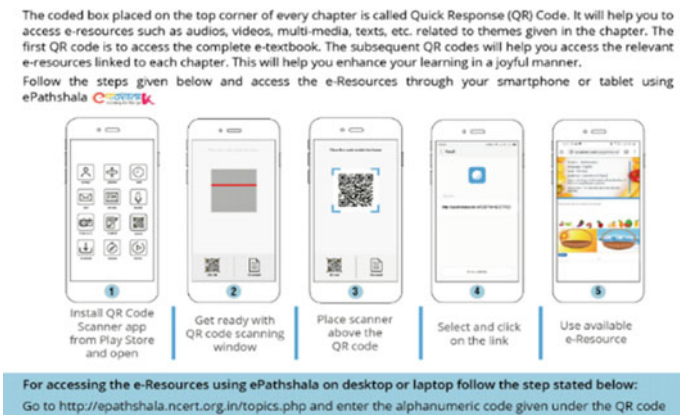 The coded box placed on the top corner of every chapter is called Quick Response (QR) Code. It will help you to
access e-resources such as audios, videos, multi-media, texts, etc. related to themes given in the chapter. The
first QR code is to access the complete e-textbook. The subsequent QR codes will help you access the relevant
e-resources linked to each chapter. This will help you enhance your learning in a joyful manner.
Follow the steps given below and access the e-Resources through your smartphone or tablet using
ePathshala
1
2
3
4
5
Install QR Code
Scanner app
from Play Store
and open
Get ready with
QR code scanning
window
Place scanner
above the
QR code
Select and click
on the link
Use available
e-Resource
For accessing the e-Resources using ePathshala on desktop or laptop follow the step stated below:
Go to http://epathshala.ncert.org.in/topics.php and enter the alphanumeric code given under the QR code